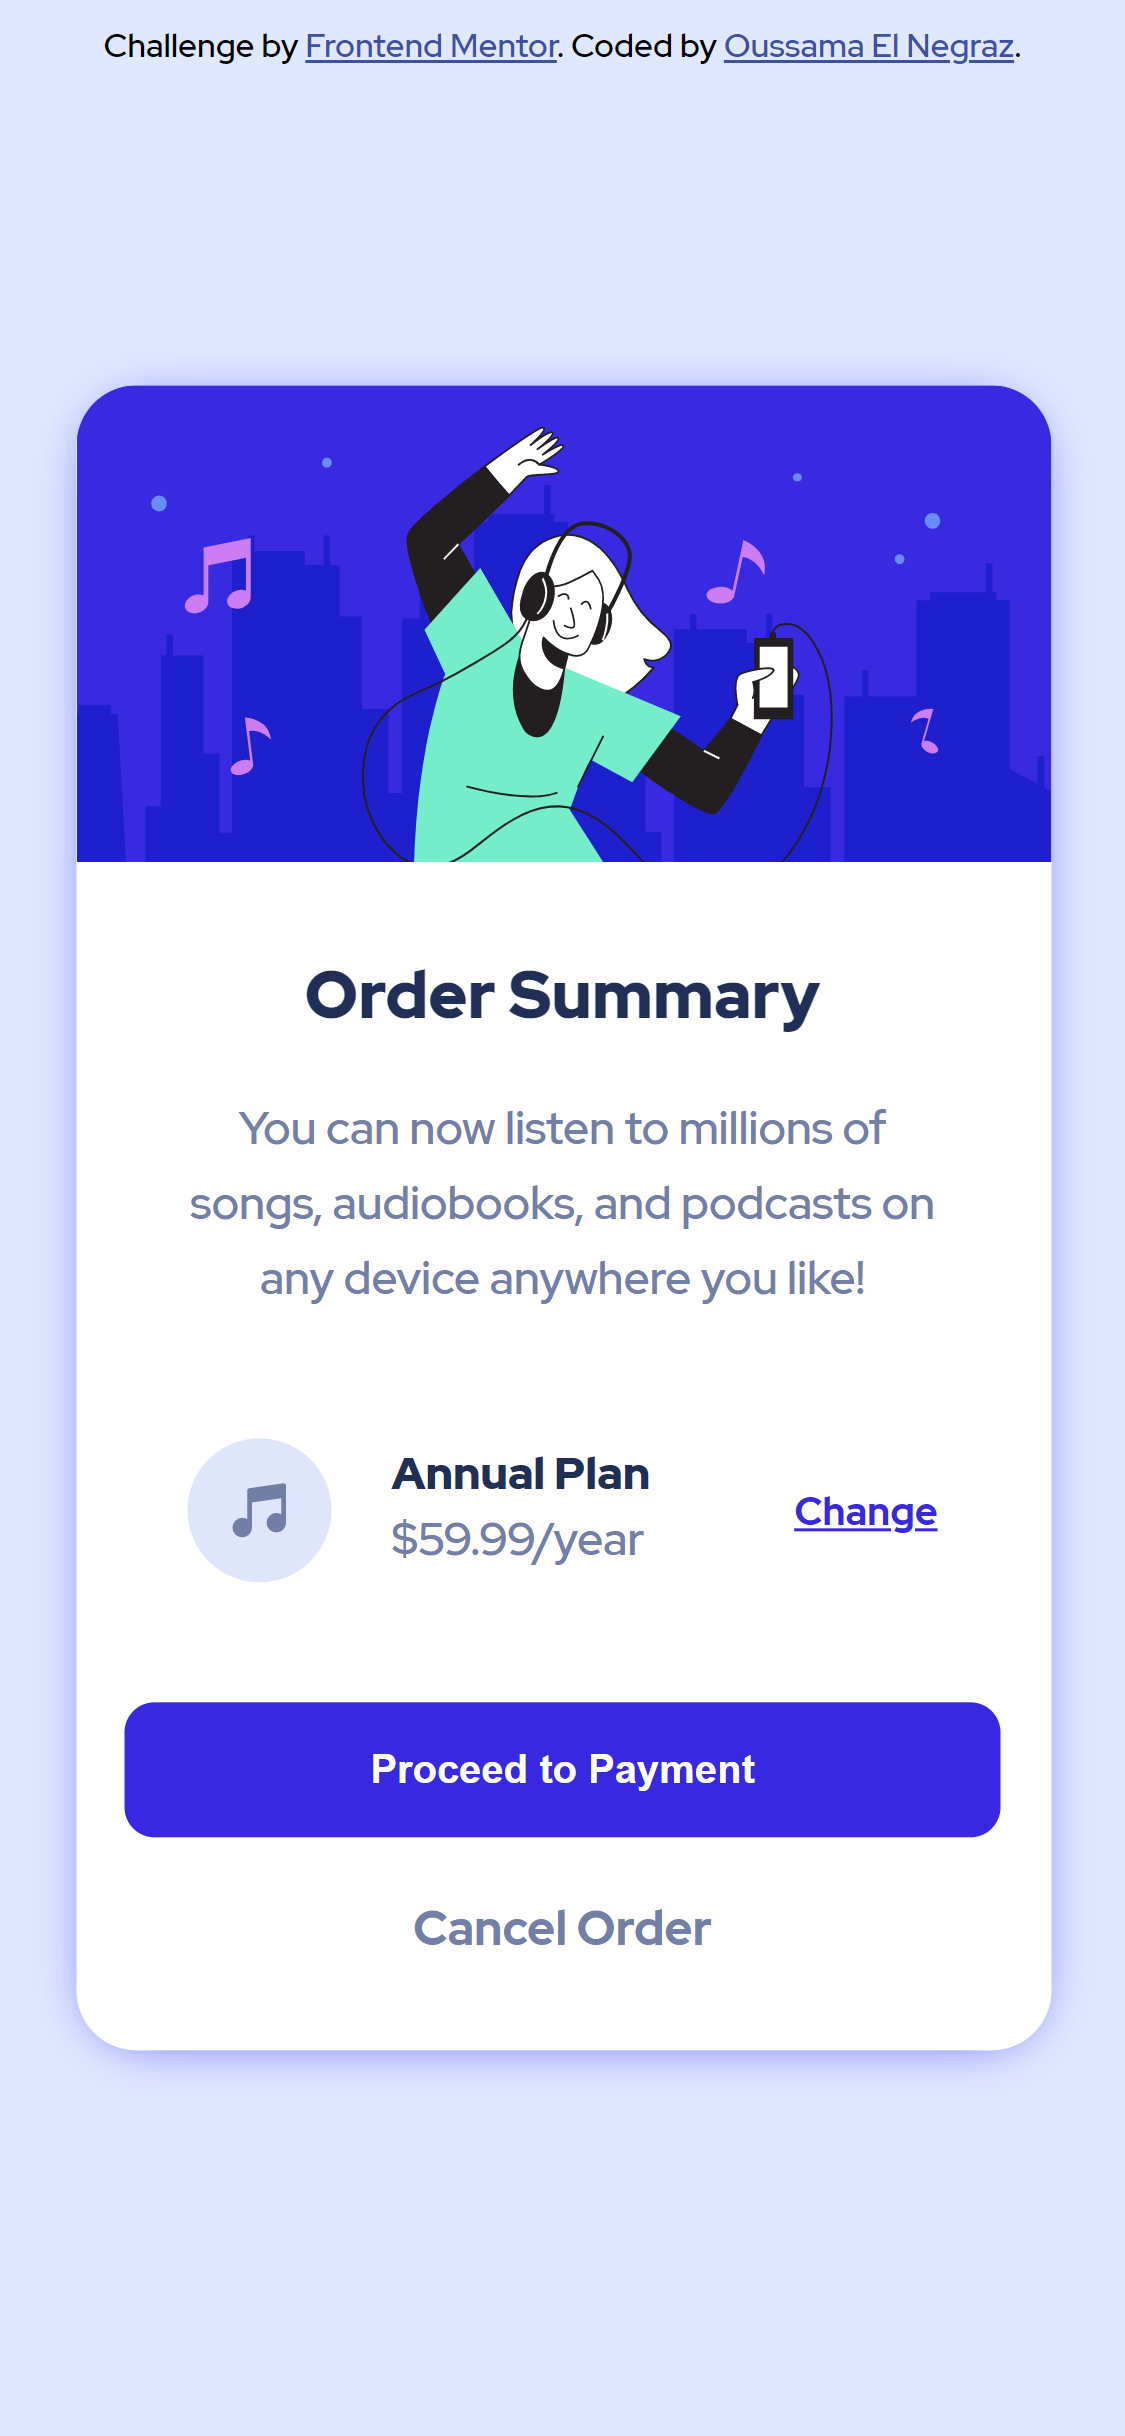 Challenge by Frontend Mentor. Coded by Oussama El Negraz.
Order Summary
You can now listen to millions of
songs, audiobooks, and podcasts on
any device anywhere you like!
Annual Plan
$59.99/year
Change
Proceed to Payment
Cancel Order